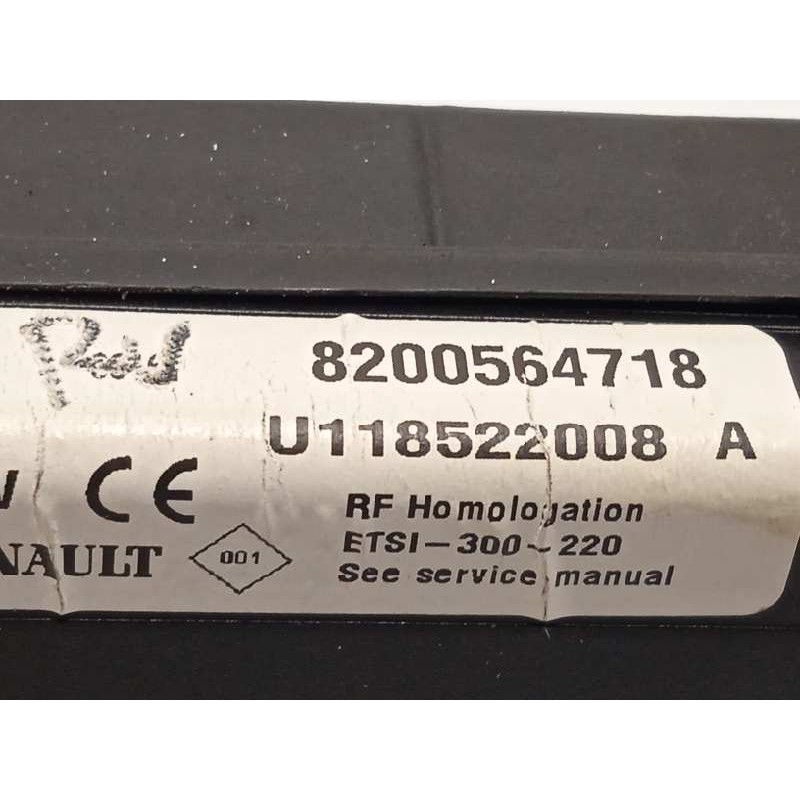 8200564718
U118522008 A
CE
RF Homologation
NAULT
001
ETSI-300-220
See service manual